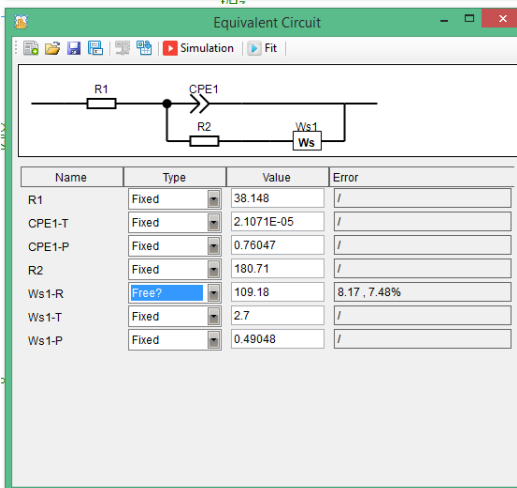 Equivalent Circuit
Simulation Fit
R1 CPE1
R2 Ws1
Ws
Name Type Value Error
R1 Fixed 38.148 /
CPE1-T Fixed 2.1071E-05 /
CPE1-P Fixed 0.76047 /
R2 Fixed 180.71 /
Ws1-R Free? 109.18 8.17 , 7.48%
Ws1-T Fixed 2.7 /
Ws1-P Fixed 0.49048 /